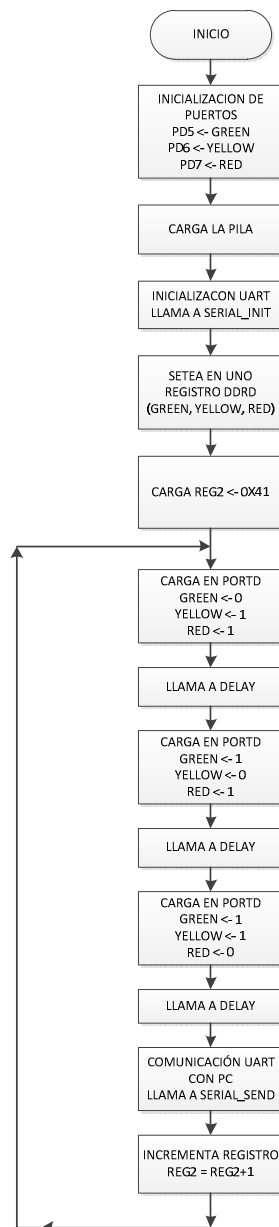 INICIO
INICIALIZACION DE
PUERTOS
PD5 <- GREEN
PD6 <- YELLOW
PD7 <- RED
CARGA LA PILA
INICIALIZACON UART
LLAMA A SERIAL_INIT
SETEA EN UNO
REGISTRO DDRD
(GREEN, YELLOW, RED)
CARGA REG2 <- 0X41
CARGA EN PORTD
GREEN <- 0
YELLOW <- 1
RED <- 1
LLAMA A DELAY
CARGA EN PORTD
GREEN <- 1
YELLOW <- 0
RED <- 1
LLAMA A DELAY
CARGA EN PORTD
GREEN <- 1
YELLOW <- 1
RED <- 0
LLAMA A DELAY
COMUNICACIÓN UART
CON PC
LLAMA A SERIAL_SEND
INCREMENTA REGISTRO
REG2 = REG2+1